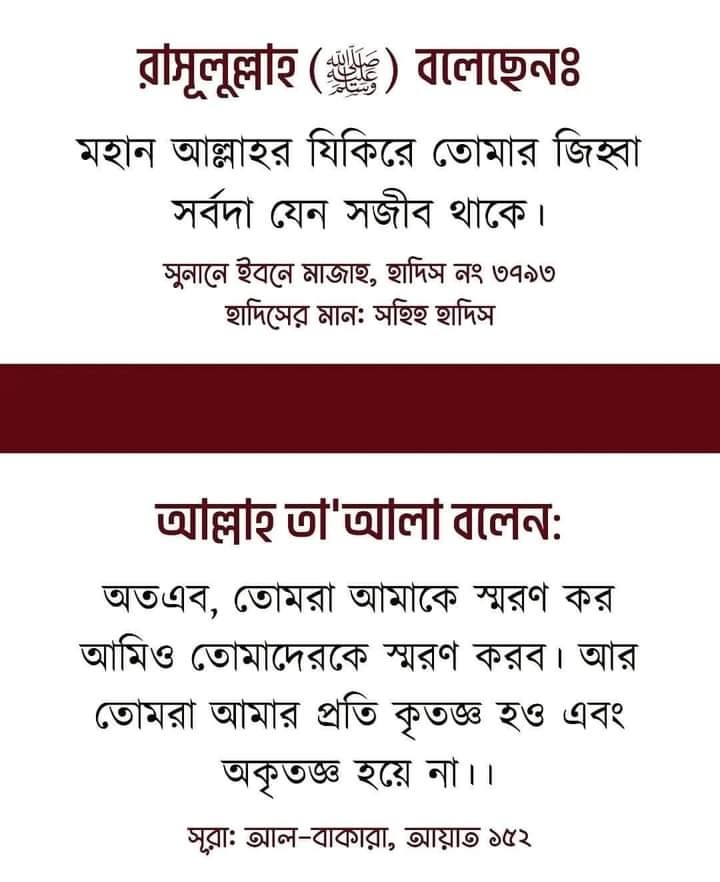 রাসূলুল্লাহ (ﷺ) বলেছেনঃ
মহান আল্লাহর যিকিরে তোমার জিহ্বা
সর্বদা যেন সজীব থাকে।
সুনানে ইবনে মাজাহ, হাদিস নং ৩৭৯৩
হাদিসের মান: সহিহ হাদিস
আল্লাহ তা'আলা বলেন:
অতএব, তোমরা আমাকে স্মরণ কর
আমিও তোমাদেরকে স্মরণ করব। আর
তোমরা আমার প্রতি কৃতজ্ঞ হও এবং
অকৃতজ্ঞ হয়ে না।।
সূরা: আল-বাকারা, আয়াত ১৫২